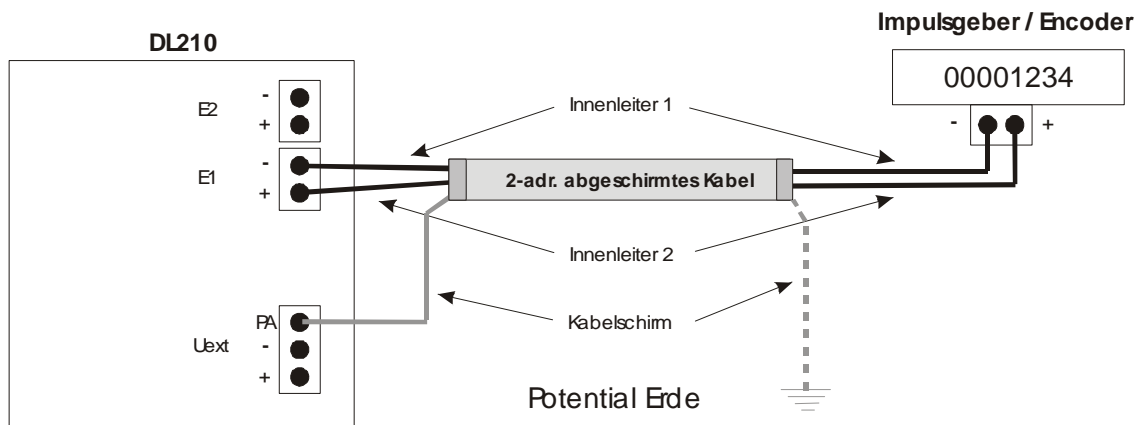 Impulsgeber / Encoder
DL210
00001234
E2
-
+
Innenleiter 1
-
+
E1
-
+
2-adr. abgeschirmtes Kabel
Innenleiter 2
PA
Kabelschirm
Uext
-
+
Potential Erde